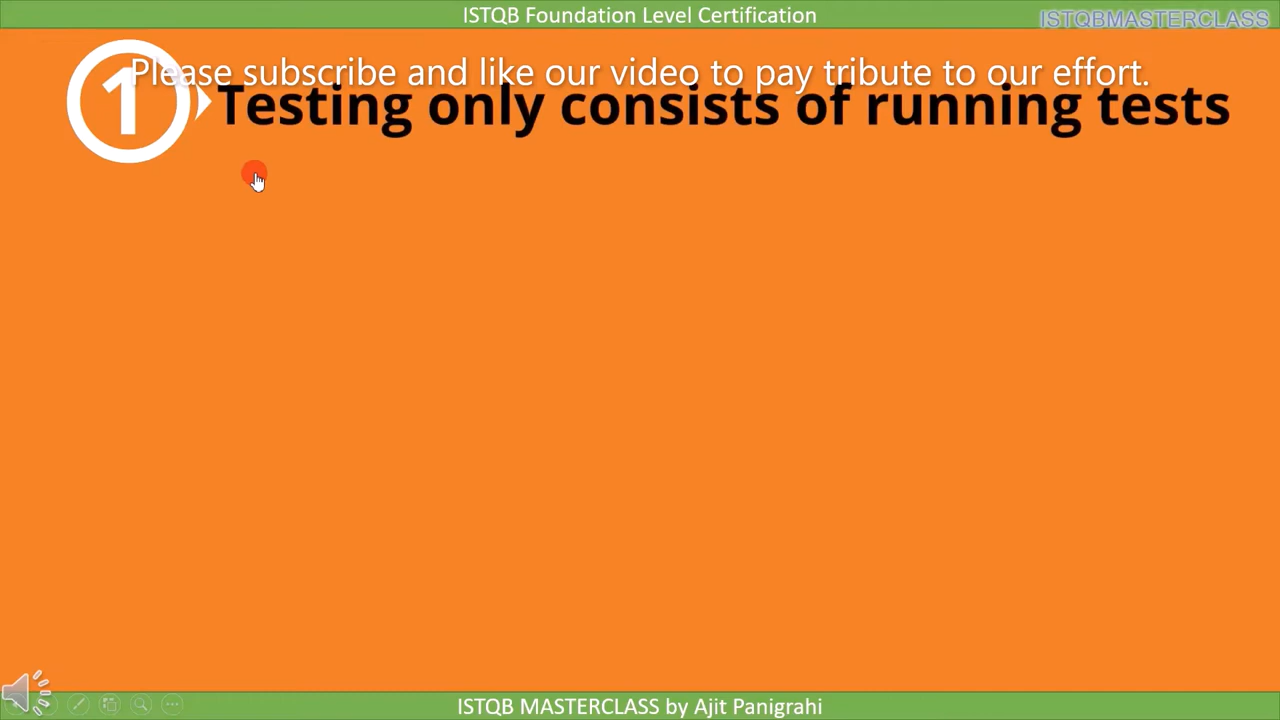 ISTQB Foundation Level Certification
ISTQBMASTERCLASS
Please subscribe and like our video to pay tribute to our effort.
1 Testing only consists of running tests
ISTQB MASTERCLASS by Ajit Panigrahi